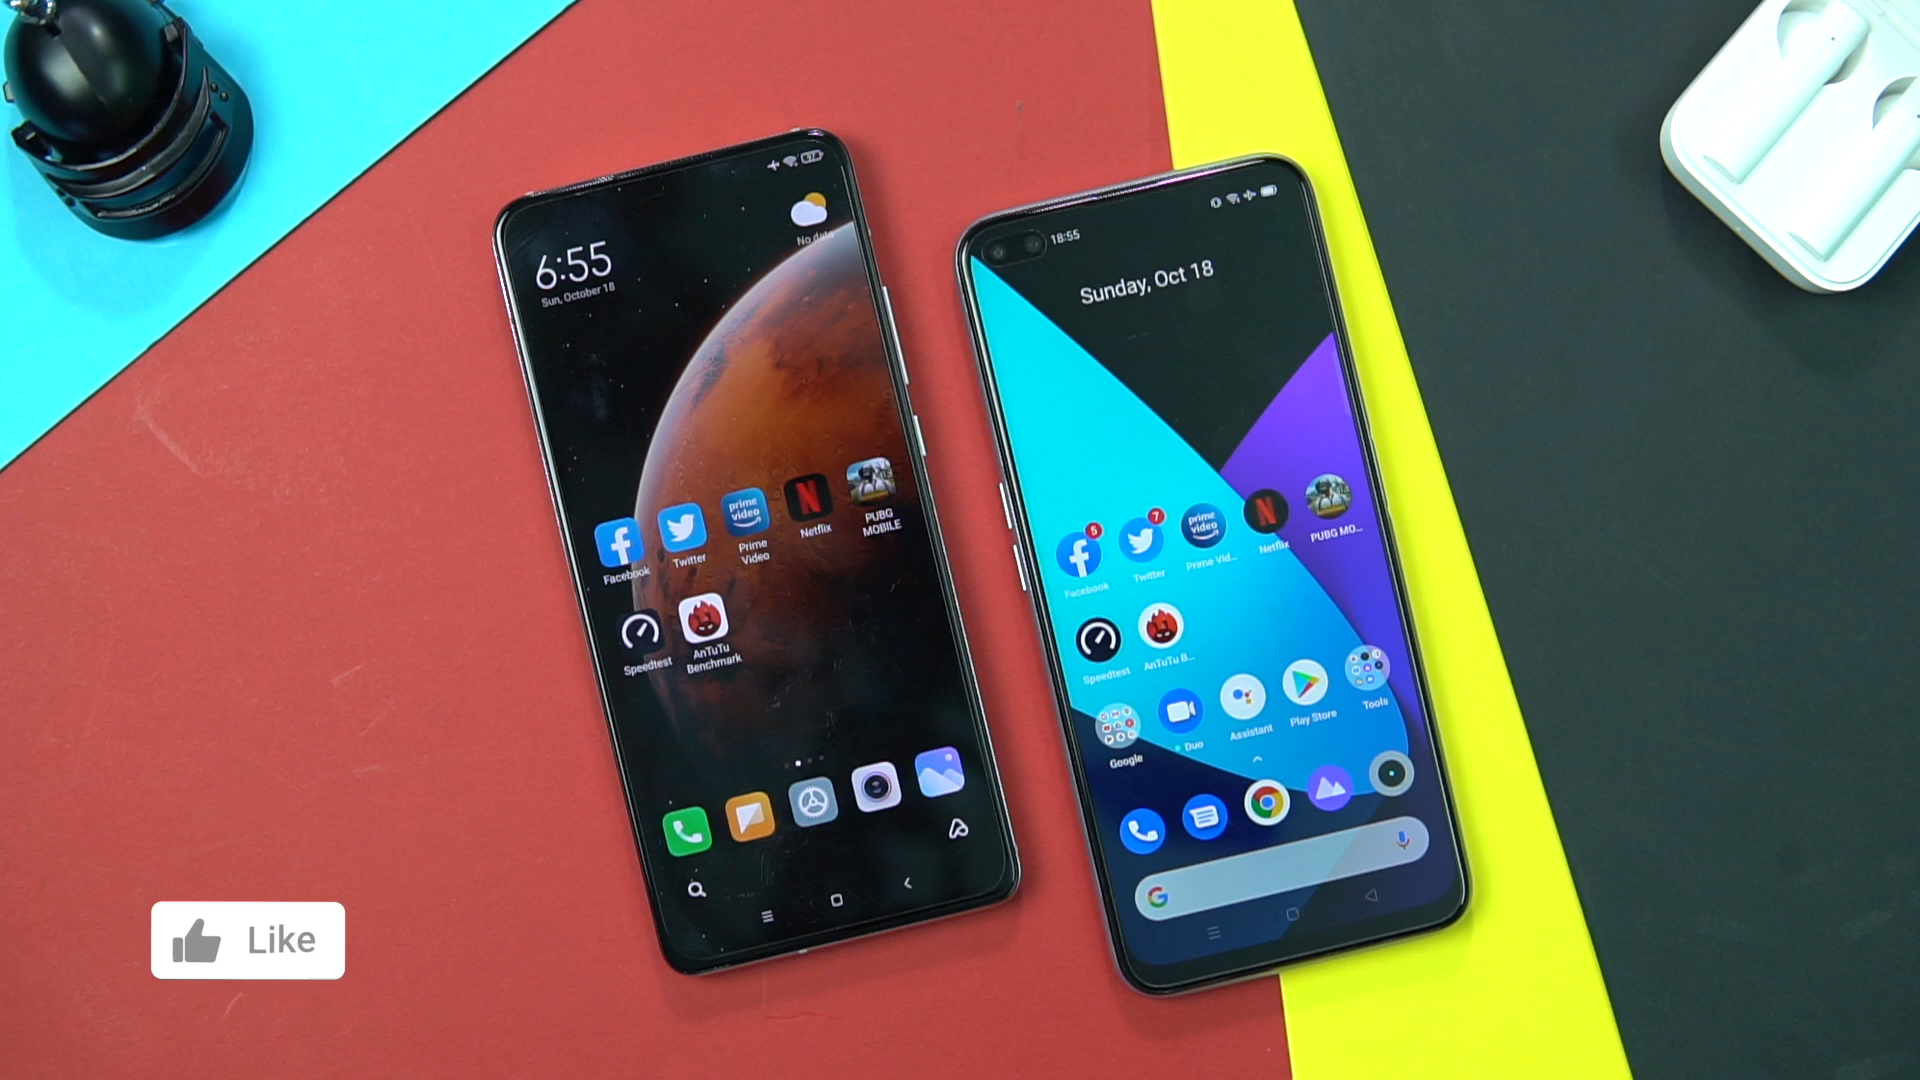 97
No data
6:55
Sun, October 18
Facebook
Twitter
prime
video
Prime
Video
N
Netflix
PUBG
MOBILE
Speedtest
AnTuTu
Benchmark
18:55
Sunday, Oct 18
5
Facebook
7
Twitter
prime
video
Prime Vid...
N
Netflix
PUBG MO...
Speedtest
AnTuTu B...
Google
Duo
Assistant
Play Store
Tools
G
Like